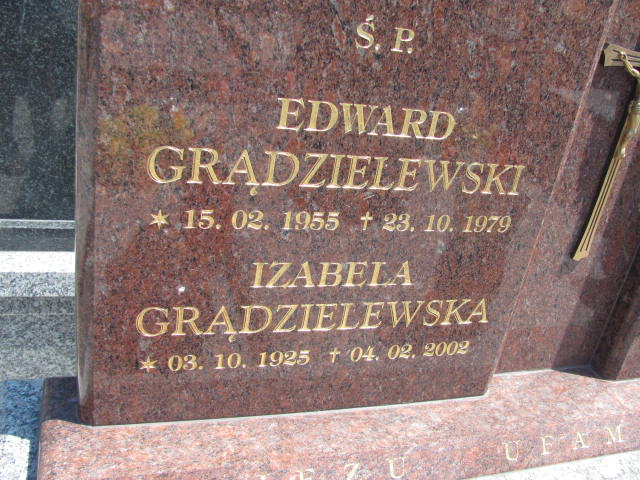 Ś. P.
EDWARD
GRĄDZIELEWSKI
* 15. 02. 1955 † 23. 10. 1979
IZABELA
GRĄDZIELEWSKA
* 03. 10. 1925 † 04. 02. 2002
UFAM